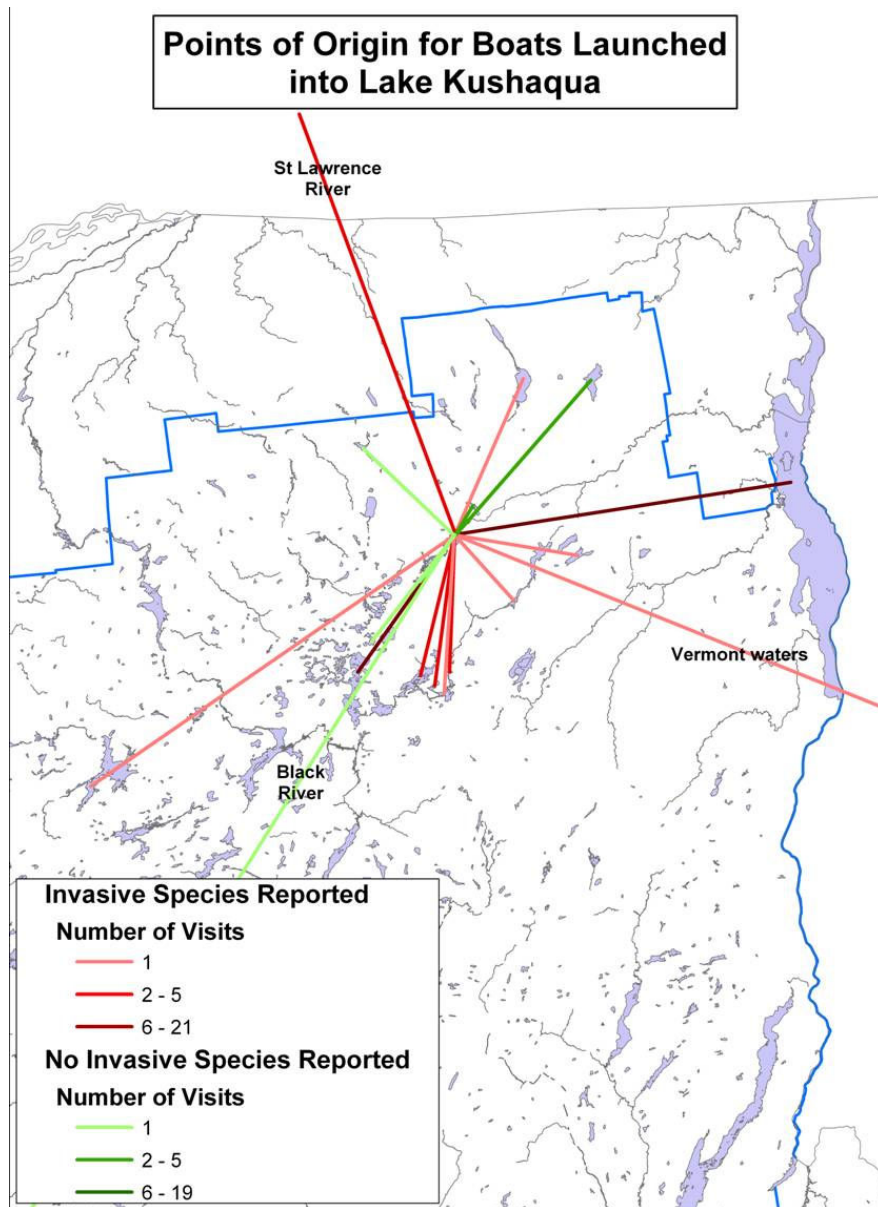 Points of Origin for Boats Launched
into Lake Kushaqua
St Lawrence
River
Vermont waters
Black
River
Invasive Species Reported
Number of Visits
1
2 - 5
6 - 21
No Invasive Species Reported
Number of Visits
1
2 - 5
6 - 19